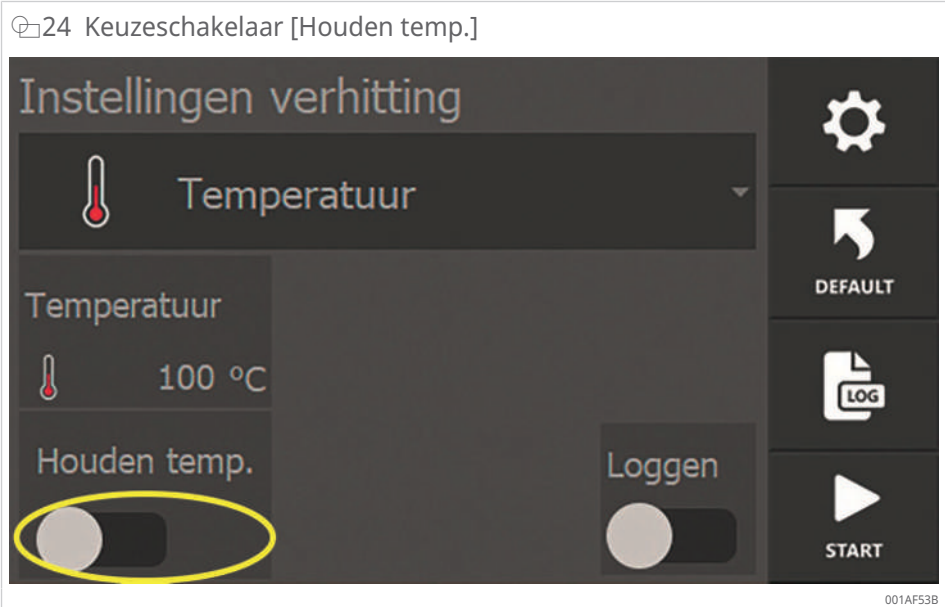 24 Keuzeschakelaar [Houden temp.]
Instellingen verhitting
Temperatuur
DEFAULT
Temperatuur
100 °C
LOG
Houden temp.
Loggen
START
001AF53B